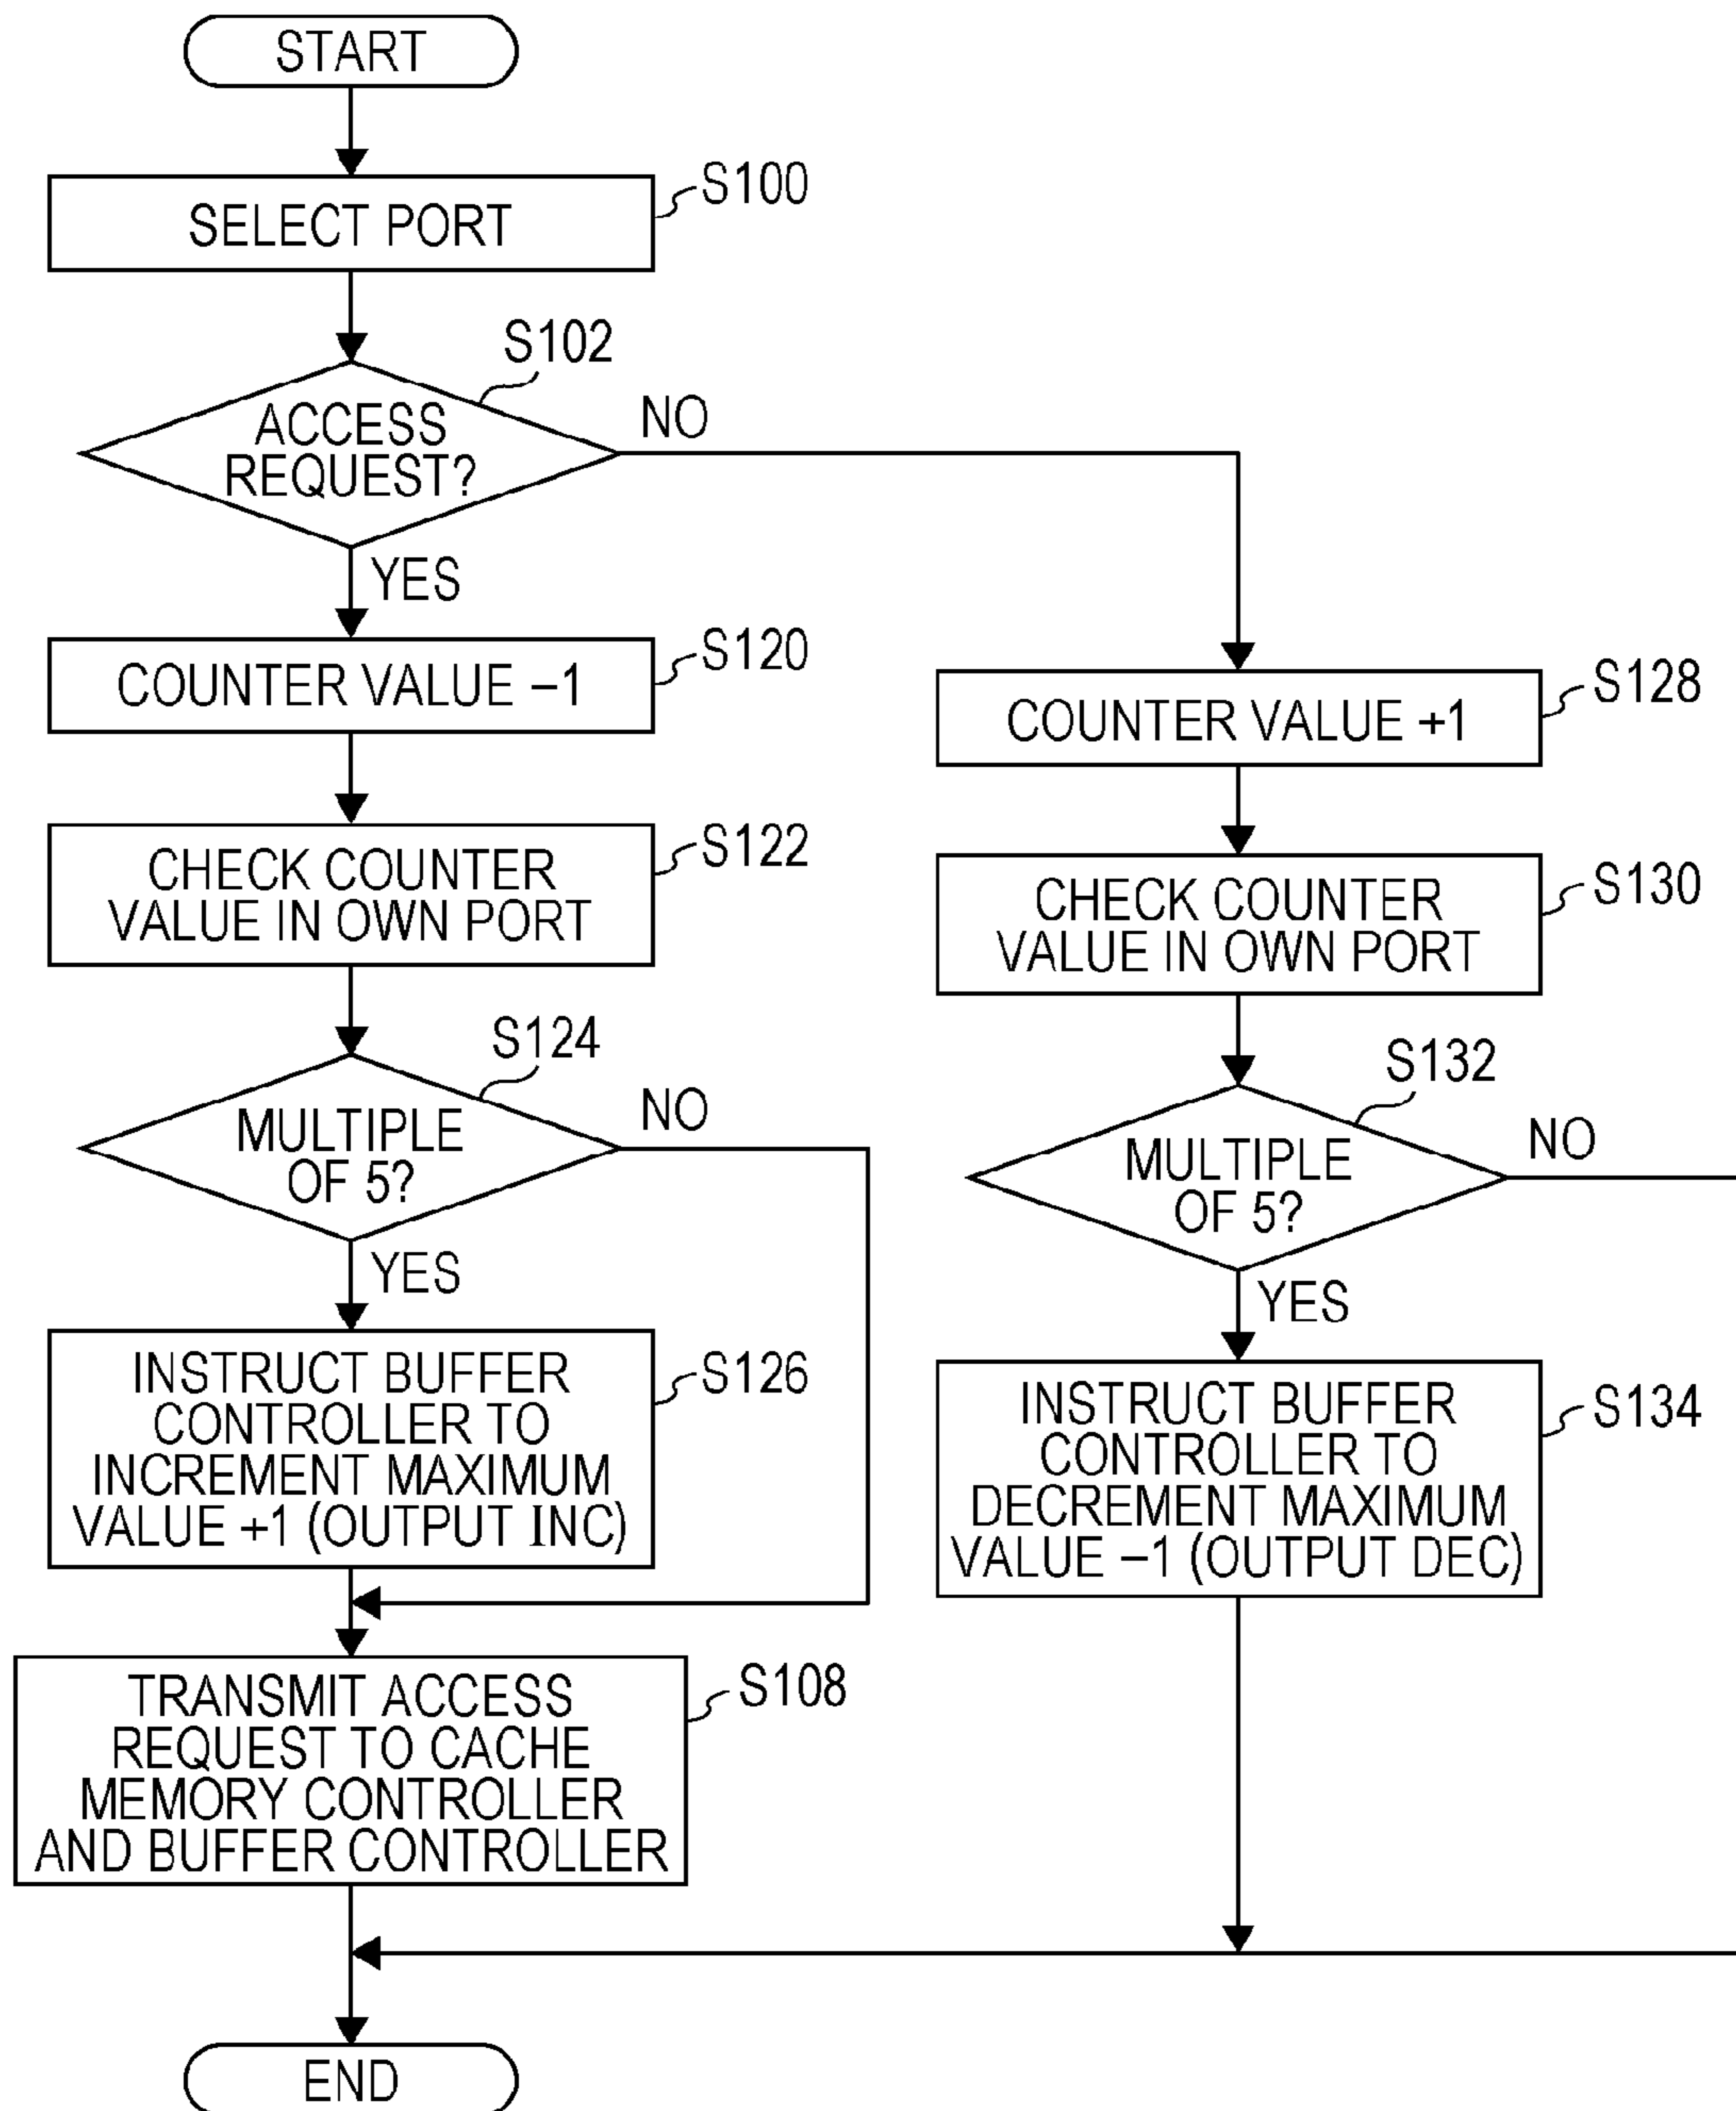 START
SELECT PORT
S100
S102
ACCESS
REQUEST?
NO
YES
COUNTER VALUE –1
S120
CHECK COUNTER
VALUE IN OWN PORT
S122
S124
MULTIPLE
OF 5?
NO
YES
INSTRUCT BUFFER
CONTROLLER TO
INCREMENT MAXIMUM
VALUE +1 (OUTPUT INC)
S126
TRANSMIT ACCESS
REQUEST TO CACHE
MEMORY CONTROLLER
AND BUFFER CONTROLLER
S108
COUNTER VALUE +1
S128
CHECK COUNTER
VALUE IN OWN PORT
S130
S132
MULTIPLE
OF 5?
NO
YES
INSTRUCT BUFFER
CONTROLLER TO
DECREMENT MAXIMUM
VALUE –1 (OUTPUT DEC)
S134
END